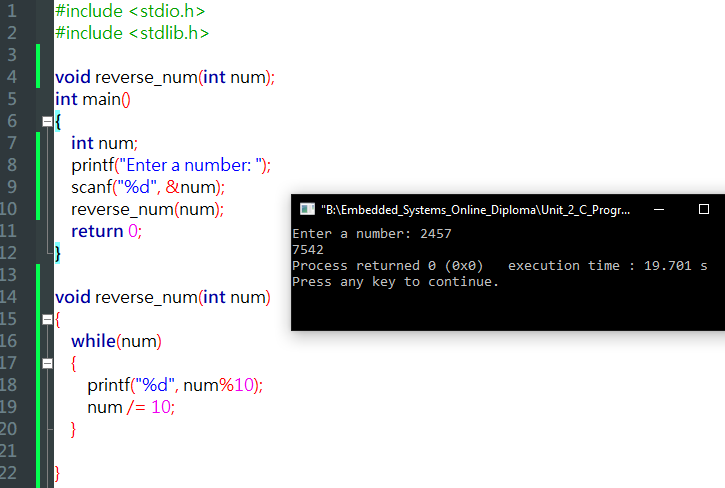 1 #include <stdio.h>
2 #include <stdlib.h>
3
4 void reverse_num(int num);
5 int main()
6 {
7 int num;
8 printf("Enter a number: ");
9 scanf("%d", &num);
10 reverse_num(num);
11 return 0;
12 }
13
14 void reverse_num(int num)
15 {
16 while(num)
17 {
18 printf("%d", num%10);
19 num /= 10;
20 }
21
22 }
"B:\Embedded_Systems_Online_Diploma\Unit_2_C_Progr...
Enter a number: 2457
7542
Process returned 0 (0x0) execution time : 19.701 s
Press any key to continue.